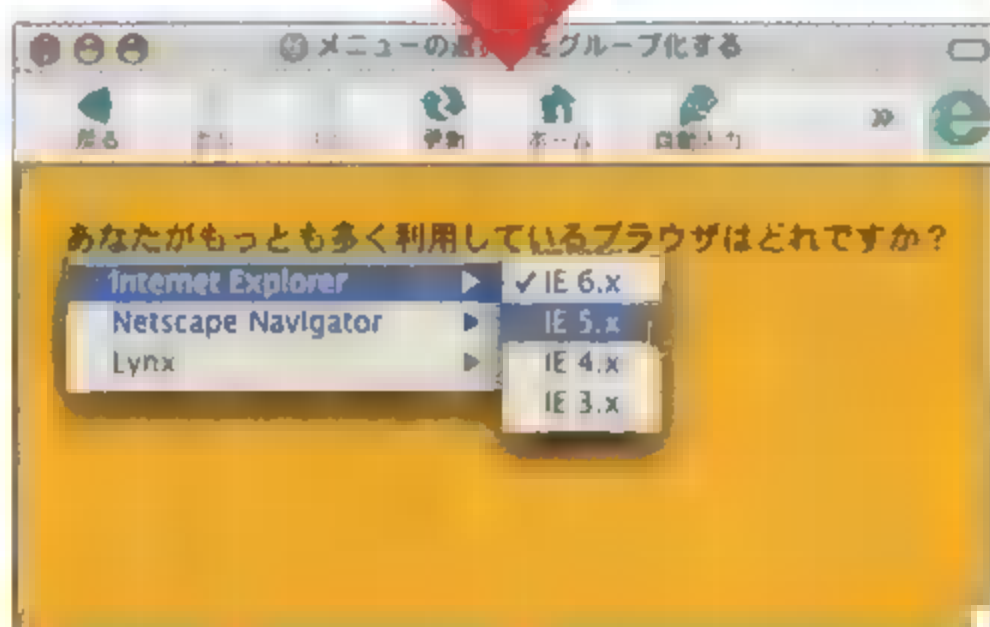 メニューの選 をグループ化する
戻る 更新 ホーム
あなたがもっとも多く利用しているブラウザはどれですか?
Internet Explorer
Netscape Navigator
Lynx
✓ IE 6.x
IE 5.x
IE 4.x
IE 3.x